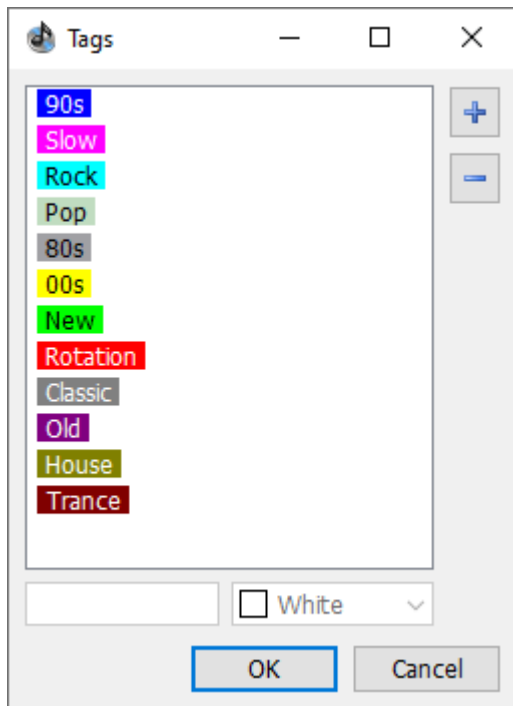 Tags
90s
Slow
Rock
Pop
80s
00s
New
Rotation
Classic
Old
House
Trance
White
OK Cancel